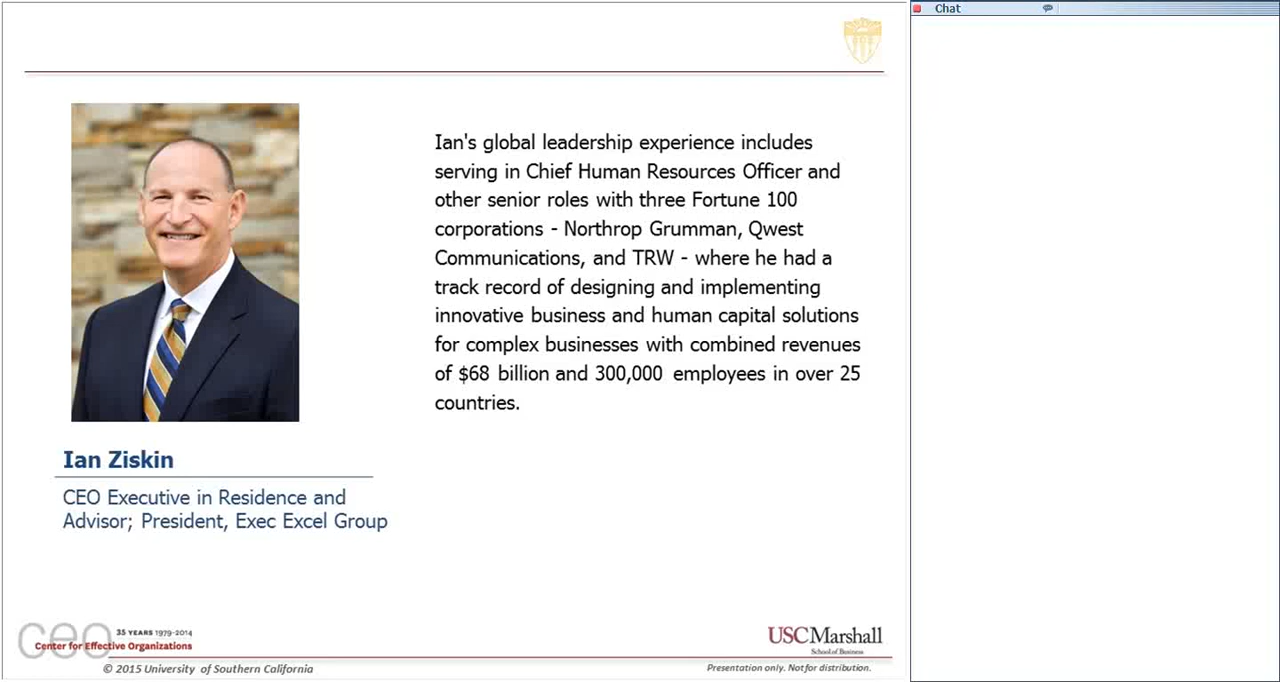 Chat
Ian's global leadership experience includes
serving in Chief Human Resources Officer and
other senior roles with three Fortune 100
corporations - Northrop Grumman, Qwest
Communications, and TRW - where he had a
track record of designing and implementing
innovative business and human capital solutions
for complex businesses with combined revenues
of $68 billion and 300,000 employees in over 25
countries.
Ian Ziskin
CEO Executive in Residence and
Advisor; President, Exec Excel Group
ceo
35 YEARS 1979-2014
Center for Effective Organizations
© 2015 University of Southern California
USC Marshall
School of Business
Presentation only. Not for distribution.